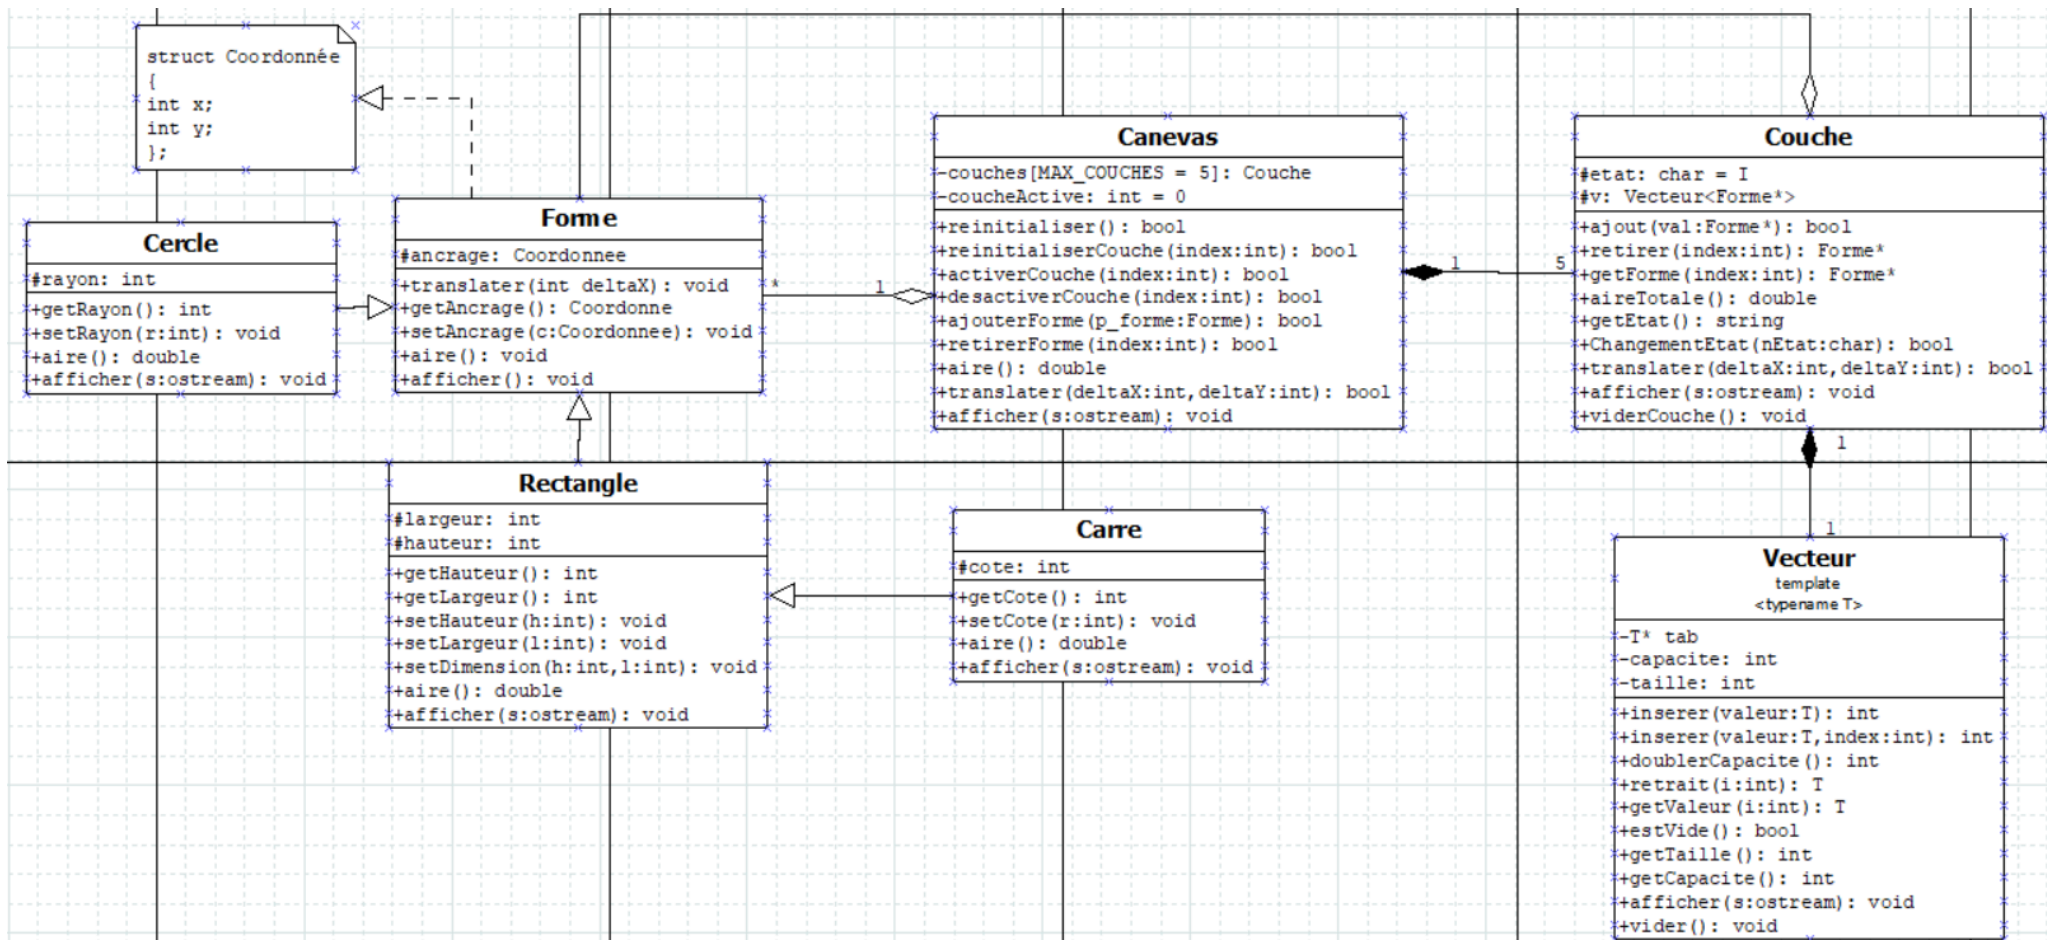 struct Coordonnée
{
int x;
int y;
};
Cercle
#rayon: int
+getRayon(): int
+setRayon(r:int): void
+aire(): double
+afficher(s:ostream): void
Forme
#ancrage: Coordonnee
+translater(int deltaX): void
+getAncrage(): Coordonne
+setAncrage(c:Coordonnee): void
+aire(): void
+afficher(): void
*
1
Canevas
-couches[MAX_COUCHES = 5]: Couche
-coucheActive: int = 0
+reinitialiser(): bool
+reinitialiserCouche(index:int): bool
+activerCouche(index:int): bool
+desactiverCouche(index:int): bool
+ajouterForme(p_forme:Forme): bool
+retirerForme(index:int): bool
+aire(): double
+translater(deltaX:int,deltaY:int): bool
+afficher(s:ostream): void
1
5
Couche
#etat: char = I
#v: Vecteur<Forme*>
+ajout(val:Forme*): bool
+retirer(index:int): Forme*
+getForme(index:int): Forme*
+aireTotale(): double
+getEtat(): string
+ChangementEtat(nEtat:char): bool
+translater(deltaX:int,deltaY:int): bool
+afficher(s:ostream): void
+viderCouche(): void
1
1
Rectangle
#largeur: int
#hauteur: int
+getHauteur(): int
+getLargeur(): int
+setHauteur(h:int): void
+setLargeur(l:int): void
+setDimension(h:int,l:int): void
+aire(): double
+afficher(s:ostream): void
Carre
#cote: int
+getCote(): int
+setCote(r:int): void
+aire(): double
+afficher(s:ostream): void
Vecteur
template
<typename T>
-T* tab
-capacite: int
-taille: int
+inserer(valeur:T): int
+inserer(valeur:T,index:int): int
+doublerCapacite(): int
+retrait(i:int): T
+getValeur(i:int): T
+estVide(): bool
+getTaille(): int
+getCapacite(): int
+afficher(s:ostream): void
+vider(): void